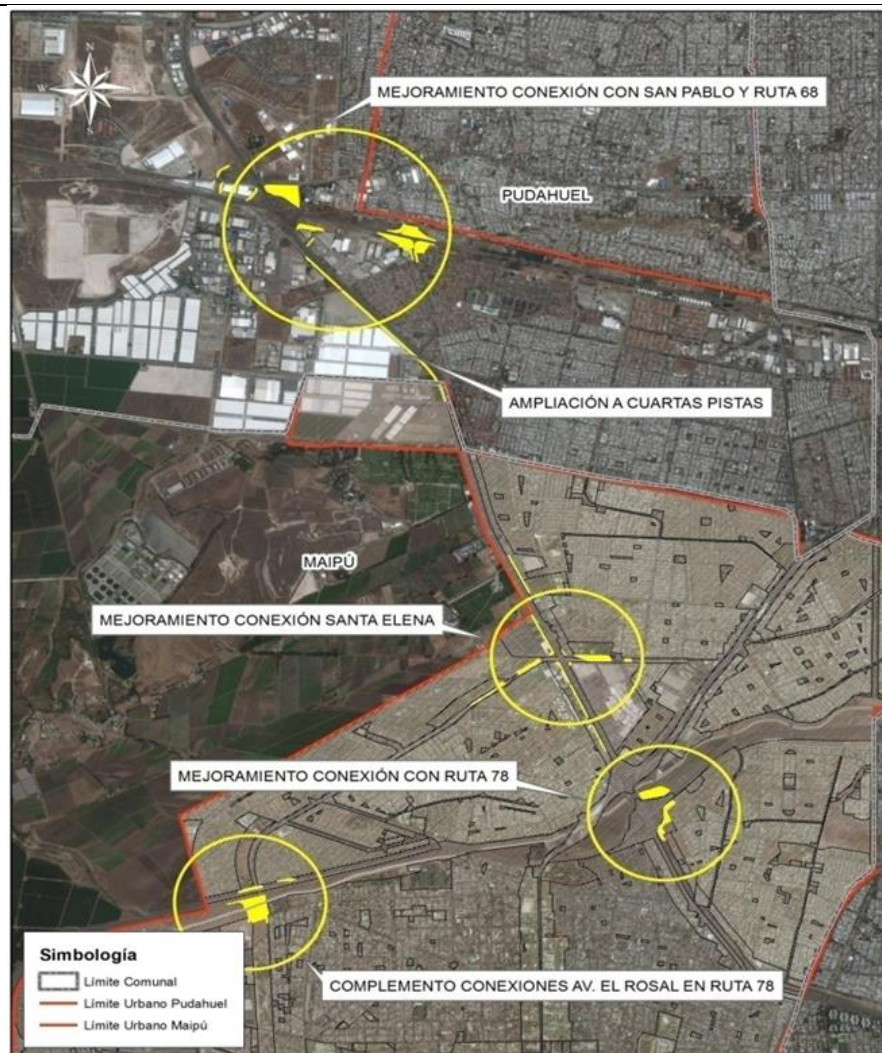 N
W
E
S
MEJORAMIENTO CONEXIÓN CON SAN PABLO Y RUTA 68
PUDAHUEL
AMPLIACIÓN A CUARTAS PISTAS
MAIPÚ
MEJORAMIENTO CONEXIÓN SANTA ELENA
MEJORAMIENTO CONEXIÓN CON RUTA 78
COMPLEMENTO CONEXIONES AV. EL ROSAL EN RUTA 78
Simbología
Límite Comunal
Límite Urbano Pudahuel
Límite Urbano Maipú